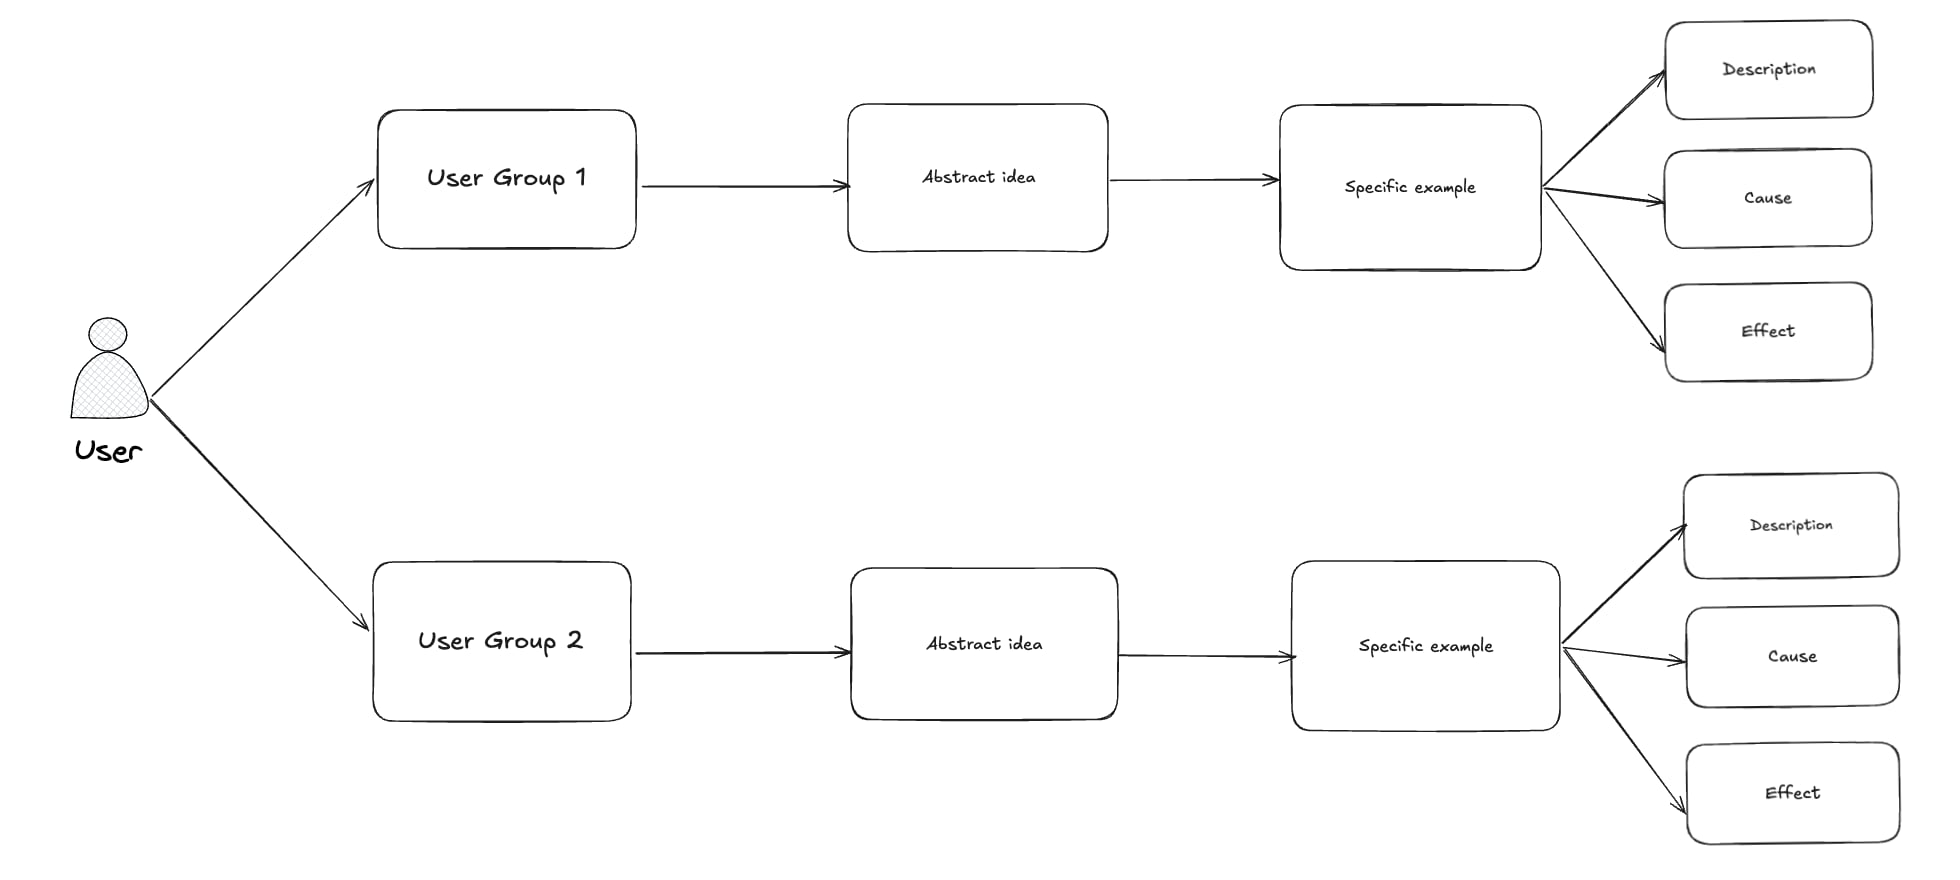 User
User Group 1
Abstract idea
Specific example
Description
Cause
Effect
User Group 2
Abstract idea
Specific example
Description
Cause
Effect